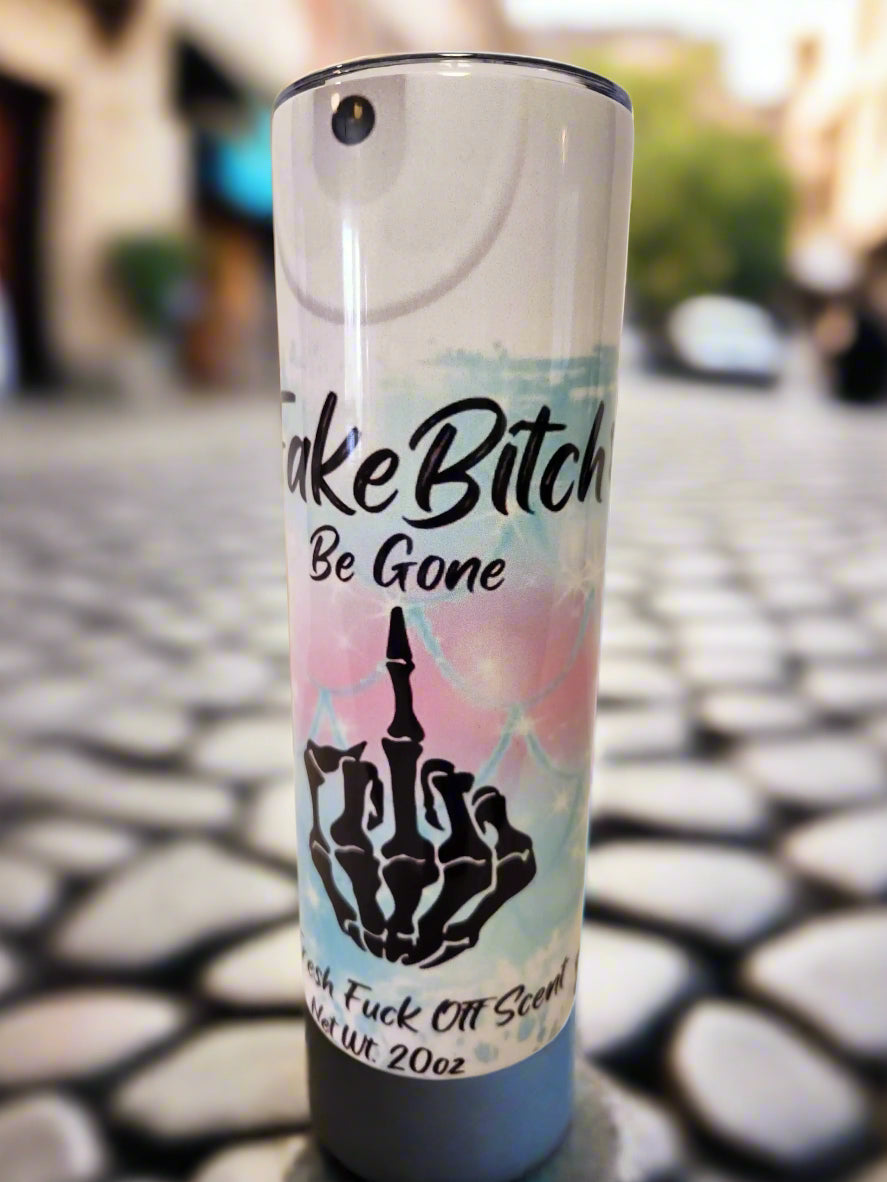 Fake Bitch
Be Gone
Fresh Fuck Off Scent
Net Wt. 20oz